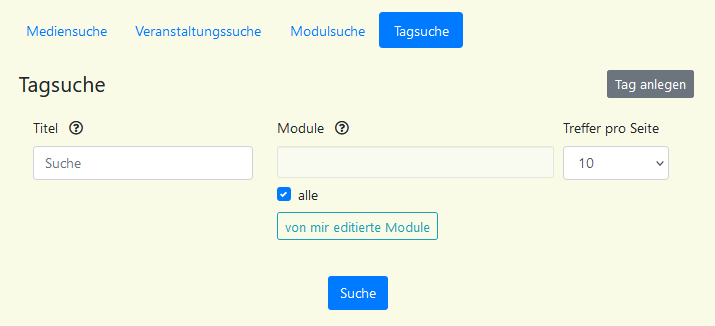 Mediensuche Veranstaltungssuche Modulsuche Tagsuche
Tagsuche Tag anlegen
Titel Module Treffer pro Seite
Suche 10
alle
von mir editierte Module
Suche